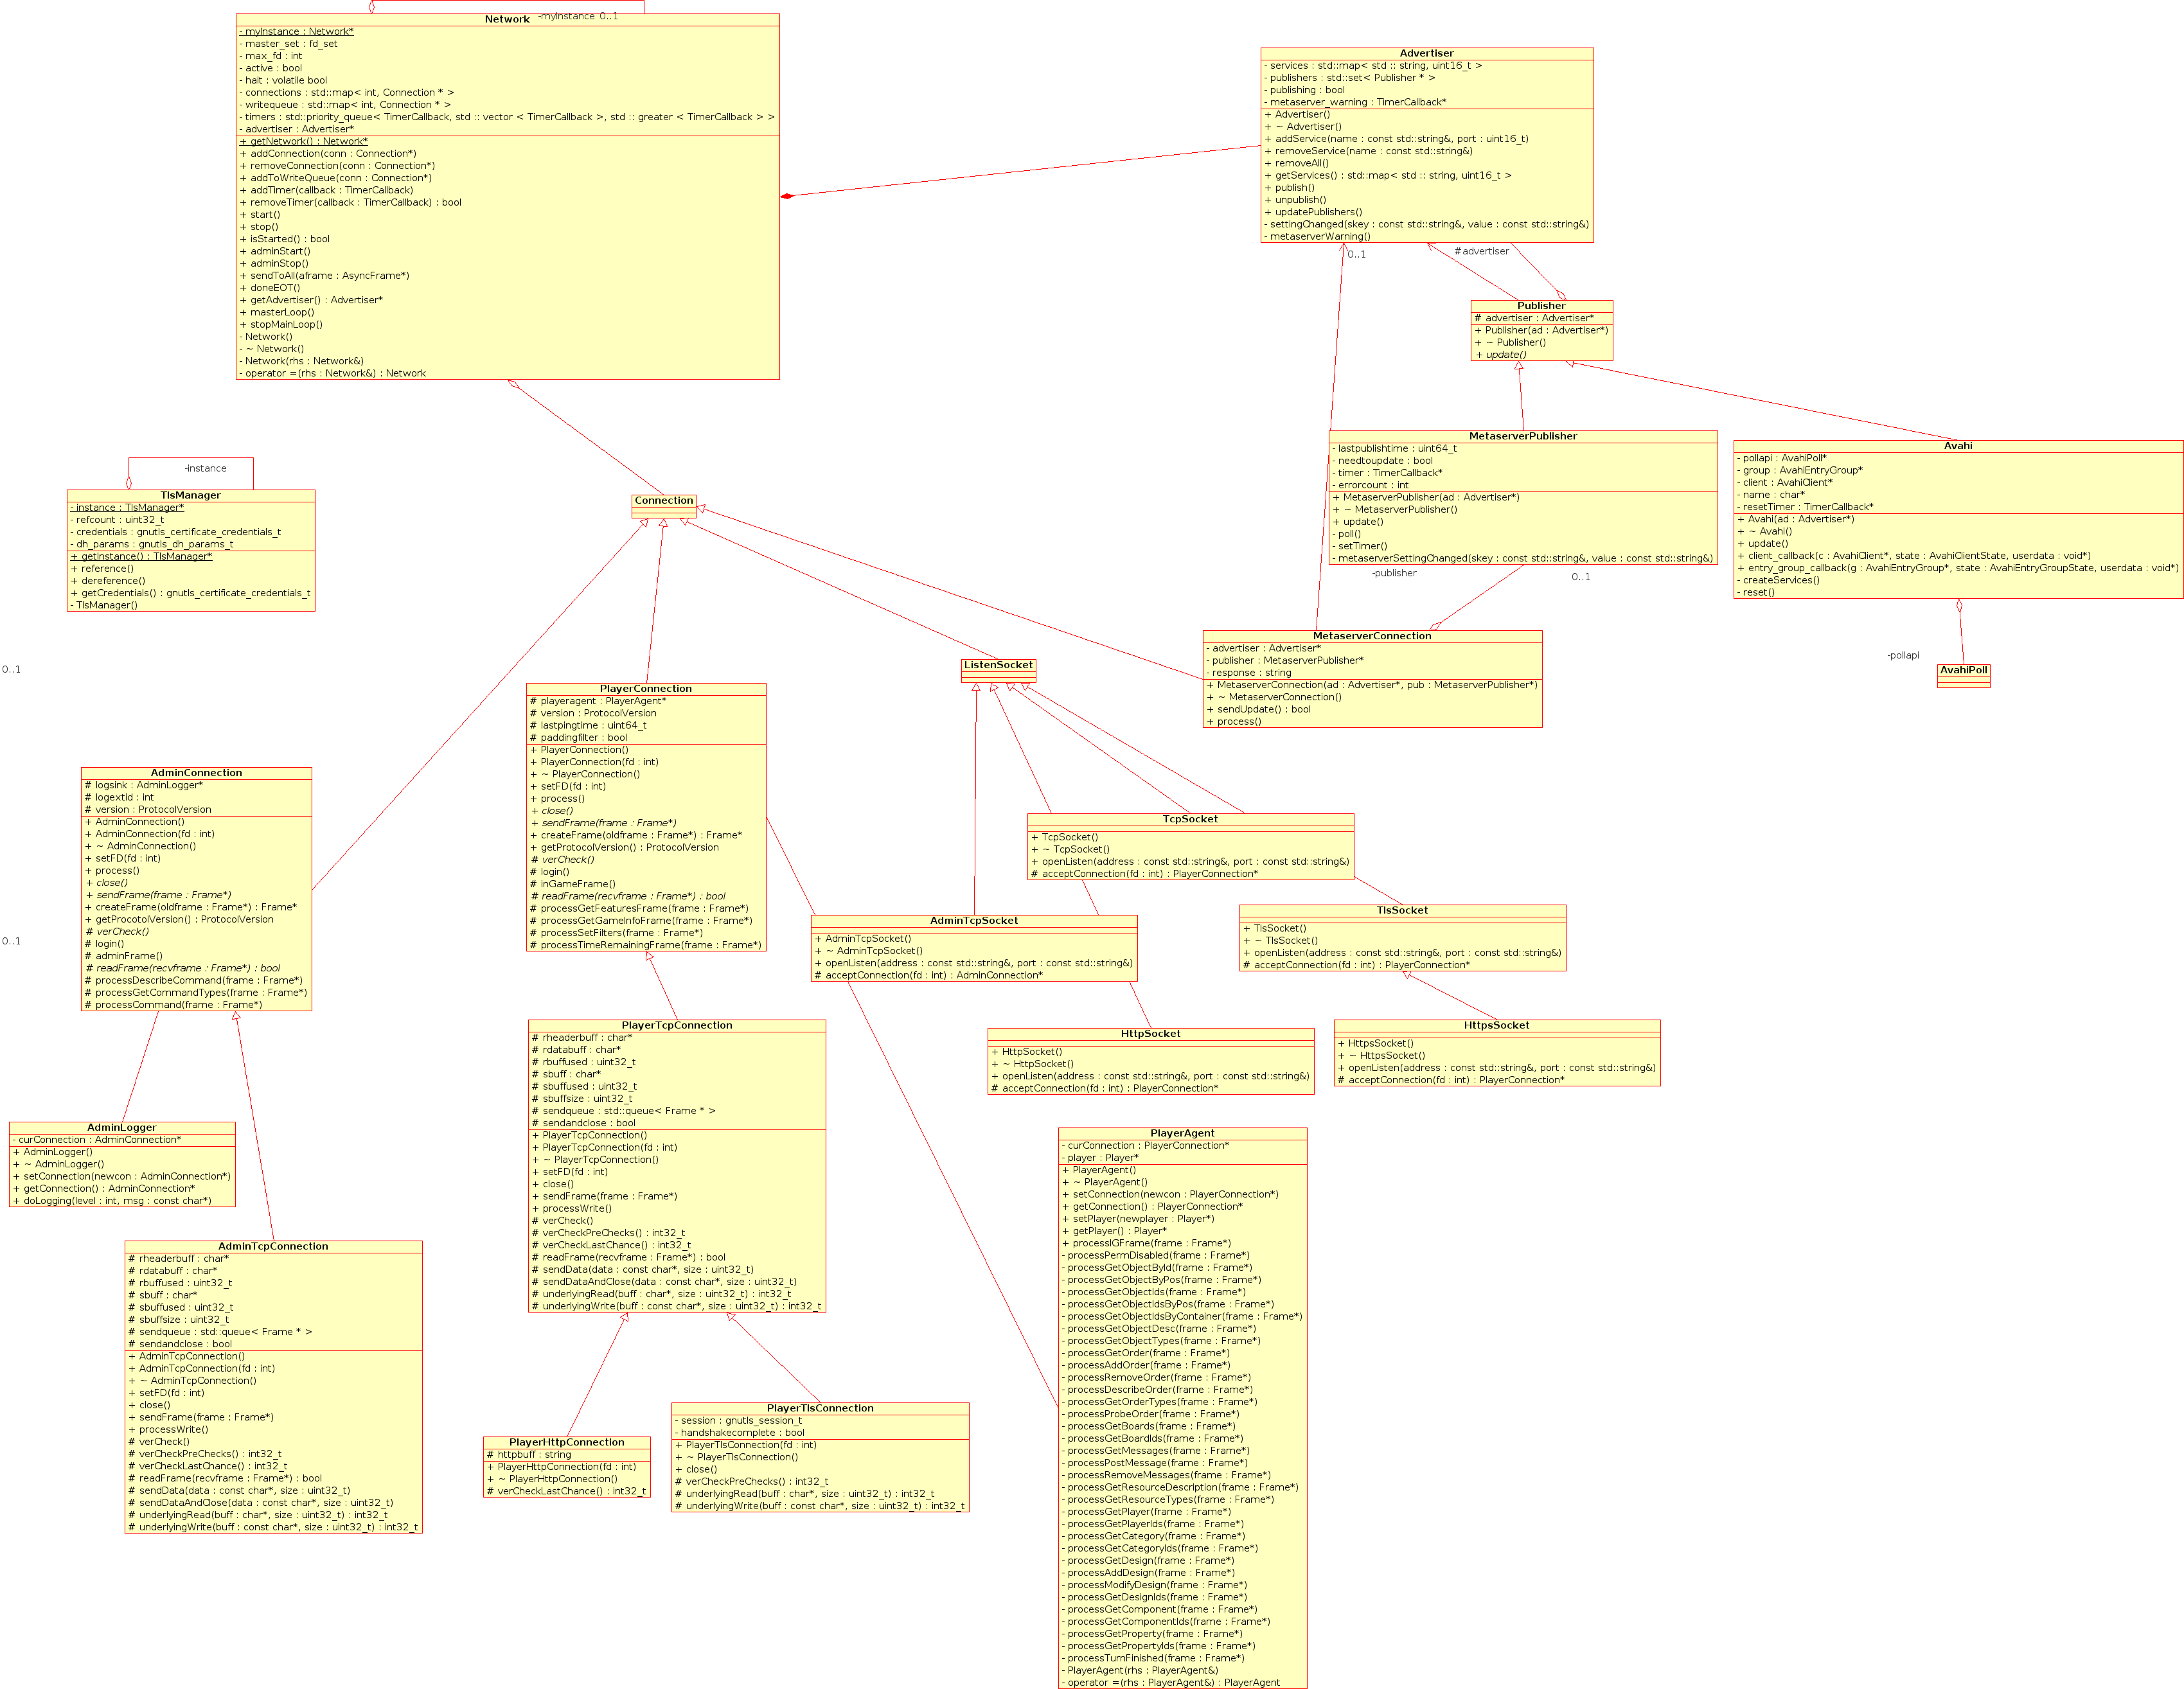 -myInstance 0..1
Network
- myInstance : Network*
- master_set : fd_set
- max_fd : int
- active : bool
- halt : volatile bool
- connections : std::map< int, Connection * >
- writequeue : std::map< int, Connection * >
- timers : std::priority_queue< TimerCallback, std :: vector < TimerCallback >, std :: greater < TimerCallback > >
- advertiser : Advertiser*
+ getNetwork() : Network*
+ addConnection(conn : Connection*)
+ removeConnection(conn : Connection*)
+ addToWriteQueue(conn : Connection*)
+ addTimer(callback : TimerCallback)
+ removeTimer(callback : TimerCallback) : bool
+ start()
+ stop()
+ isStarted() : bool
+ adminStart()
+ adminStop()
+ sendToAll(aframe : AsyncFrame*)
+ doneEOT()
+ getAdvertiser() : Advertiser*
+ masterLoop()
+ stopMainLoop()
- Network()
- ~ Network()
- Network(rhs : Network&)
- operator =(rhs : Network&) : Network
Advertiser
- services : std::map< std :: string, uint16_t >
- publishers : std::set< Publisher * >
- publishing : bool
- metaserver_warning : TimerCallback*
+ Advertiser()
+ ~ Advertiser()
+ addService(name : const std::string&, port : uint16_t)
+ removeService(name : const std::string&)
+ removeAll()
+ getServices() : std::map< std :: string, uint16_t >
+ publish()
+ unpublish()
+ updatePublishers()
- settingChanged(skey : const std::string&, value : const std::string&)
- metaserverWarning()
0..1
#advertiser
Publisher
# advertiser : Advertiser*
+ Publisher(ad : Advertiser*)
+ ~ Publisher()
+ update()
MetaserverPublisher
- lastpublishtime : uint64_t
- needtoupdate : bool
- timer : TimerCallback*
- errorcount : int
+ MetaserverPublisher(ad : Advertiser*)
+ ~ MetaserverPublisher()
+ update()
- poll()
- setTimer()
- metaserverSettingChanged(skey : const std::string&, value : const std::string&)
-publisher
0..1
Avahi
- pollapi : AvahiPoll*
- group : AvahiEntryGroup*
- client : AvahiClient*
- name : char*
- resetTimer : TimerCallback*
+ Avahi(ad : Advertiser*)
+ ~ Avahi()
+ update()
+ client_callback(c : AvahiClient*, state : AvahiClientState, userdata : void*)
+ entry_group_callback(g : AvahiEntryGroup*, state : AvahiEntryGroupState, userdata : void*)
- createServices()
- reset()
-pollapi
AvahiPoll
-instance
TlsManager
- instance : TlsManager*
- refcount : uint32_t
- credentials : gnutls_certificate_credentials_t
- dh_params : gnutls_dh_params_t
+ getInstance() : TlsManager*
+ reference()
+ dereference()
+ getCredentials() : gnutls_certificate_credentials_t
- TlsManager()
Connection
MetaserverConnection
- advertiser : Advertiser*
- publisher : MetaserverPublisher*
- response : string
+ MetaserverConnection(ad : Advertiser*, pub : MetaserverPublisher*)
+ ~ MetaserverConnection()
+ sendUpdate() : bool
+ process()
ListenSocket
0..1
PlayerConnection
# playeragent : PlayerAgent*
# version : ProtocolVersion
# lastpingtime : uint64_t
# paddingfilter : bool
+ PlayerConnection()
+ PlayerConnection(fd : int)
+ ~ PlayerConnection()
+ setFD(fd : int)
+ process()
+ close()
+ sendFrame(frame : Frame*)
+ createFrame(oldframe : Frame*) : Frame*
+ getProtocolVersion() : ProtocolVersion
# verCheck()
# login()
# inGameFrame()
# readFrame(recvframe : Frame*) : bool
# processGetFeaturesFrame(frame : Frame*)
# processGetGameInfoFrame(frame : Frame*)
# processSetFilters(frame : Frame*)
# processTimeRemainingFrame(frame : Frame*)
AdminConnection
# logsink : AdminLogger*
# logextid : int
# version : ProtocolVersion
+ AdminConnection()
+ AdminConnection(fd : int)
+ ~ AdminConnection()
+ setFD(fd : int)
+ process()
+ close()
+ sendFrame(frame : Frame*)
+ createFrame(oldframe : Frame*) : Frame*
+ getProcotolVersion() : ProtocolVersion
# verCheck()
# login()
# adminFrame()
# readFrame(recvframe : Frame*) : bool
# processDescribeCommand(frame : Frame*)
# processGetCommandTypes(frame : Frame*)
# processCommand(frame : Frame*)
0..1
TcpSocket
+ TcpSocket()
+ ~ TcpSocket()
+ openListen(address : const std::string&, port : const std::string&)
# acceptConnection(fd : int) : PlayerConnection*
AdminTcpSocket
+ AdminTcpSocket()
+ ~ AdminTcpSocket()
+ openListen(address : const std::string&, port : const std::string&)
# acceptConnection(fd : int) : AdminConnection*
TlsSocket
+ TlsSocket()
+ ~ TlsSocket()
+ openListen(address : const std::string&, port : const std::string&)
# acceptConnection(fd : int) : PlayerConnection*
HttpSocket
+ HttpSocket()
+ ~ HttpSocket()
+ openListen(address : const std::string&, port : const std::string&)
# acceptConnection(fd : int) : PlayerConnection*
HttpsSocket
+ HttpsSocket()
+ ~ HttpsSocket()
+ openListen(address : const std::string&, port : const std::string&)
# acceptConnection(fd : int) : PlayerConnection*
PlayerTcpConnection
# rheaderbuff : char*
# rdatabuff : char*
# rbuffused : uint32_t
# sbuff : char*
# sbuffused : uint32_t
# sbuffsize : uint32_t
# sendqueue : std::queue< Frame * >
# sendandclose : bool
+ PlayerTcpConnection()
+ PlayerTcpConnection(fd : int)
+ ~ PlayerTcpConnection()
+ setFD(fd : int)
+ close()
+ sendFrame(frame : Frame*)
+ processWrite()
# verCheck()
# verCheckPreChecks() : int32_t
# verCheckLastChance() : int32_t
# readFrame(recvframe : Frame*) : bool
# sendData(data : const char*, size : uint32_t)
# sendDataAndClose(data : const char*, size : uint32_t)
# underlyingRead(buff : char*, size : uint32_t) : int32_t
# underlyingWrite(buff : const char*, size : uint32_t) : int32_t
AdminLogger
- curConnection : AdminConnection*
+ AdminLogger()
+ ~ AdminLogger()
+ setConnection(newcon : AdminConnection*)
+ getConnection() : AdminConnection*
+ doLogging(level : int, msg : const char*)
AdminTcpConnection
# rheaderbuff : char*
# rdatabuff : char*
# rbuffused : uint32_t
# sbuff : char*
# sbuffused : uint32_t
# sbuffsize : uint32_t
# sendqueue : std::queue< Frame * >
# sendandclose : bool
+ AdminTcpConnection()
+ AdminTcpConnection(fd : int)
+ ~ AdminTcpConnection()
+ setFD(fd : int)
+ close()
+ sendFrame(frame : Frame*)
+ processWrite()
# verCheck()
# verCheckPreChecks() : int32_t
# verCheckLastChance() : int32_t
# readFrame(recvframe : Frame*) : bool
# sendData(data : const char*, size : uint32_t)
# sendDataAndClose(data : const char*, size : uint32_t)
# underlyingRead(buff : char*, size : uint32_t) : int32_t
# underlyingWrite(buff : const char*, size : uint32_t) : int32_t
PlayerHttpConnection
# httpbuff : string
+ PlayerHttpConnection(fd : int)
+ ~ PlayerHttpConnection()
# verCheckLastChance() : int32_t
PlayerTlsConnection
- session : gnutls_session_t
- handshakecomplete : bool
+ PlayerTlsConnection(fd : int)
+ ~ PlayerTlsConnection()
+ close()
# verCheckPreChecks() : int32_t
# underlyingRead(buff : char*, size : uint32_t) : int32_t
# underlyingWrite(buff : const char*, size : uint32_t) : int32_t
PlayerAgent
- curConnection : PlayerConnection*
- player : Player*
+ PlayerAgent()
+ ~ PlayerAgent()
+ setConnection(newcon : PlayerConnection*)
+ getConnection() : PlayerConnection*
+ setPlayer(newplayer : Player*)
+ getPlayer() : Player*
+ processIGFrame(frame : Frame*)
- processPermDisabled(frame : Frame*)
- processGetObjectById(frame : Frame*)
- processGetObjectByPos(frame : Frame*)
- processGetObjectIds(frame : Frame*)
- processGetObjectIdsByPos(frame : Frame*)
- processGetObjectIdsByContainer(frame : Frame*)
- processGetObjectDesc(frame : Frame*)
- processGetObjectTypes(frame : Frame*)
- processGetOrder(frame : Frame*)
- processAddOrder(frame : Frame*)
- processRemoveOrder(frame : Frame*)
- processDescribeOrder(frame : Frame*)
- processGetOrderTypes(frame : Frame*)
- processProbeOrder(frame : Frame*)
- processGetBoards(frame : Frame*)
- processGetBoardIds(frame : Frame*)
- processGetMessages(frame : Frame*)
- processPostMessage(frame : Frame*)
- processRemoveMessages(frame : Frame*)
- processGetResourceDescription(frame : Frame*)
- processGetResourceTypes(frame : Frame*)
- processGetPlayer(frame : Frame*)
- processGetPlayerIds(frame : Frame*)
- processGetCategory(frame : Frame*)
- processGetCategoryIds(frame : Frame*)
- processGetDesign(frame : Frame*)
- processAddDesign(frame : Frame*)
- processModifyDesign(frame : Frame*)
- processGetDesignIds(frame : Frame*)
- processGetComponent(frame : Frame*)
- processGetComponentIds(frame : Frame*)
- processGetProperty(frame : Frame*)
- processGetPropertyIds(frame : Frame*)
- processTurnFinished(frame : Frame*)
- PlayerAgent(rhs : PlayerAgent&)
- operator =(rhs : PlayerAgent&) : PlayerAgent